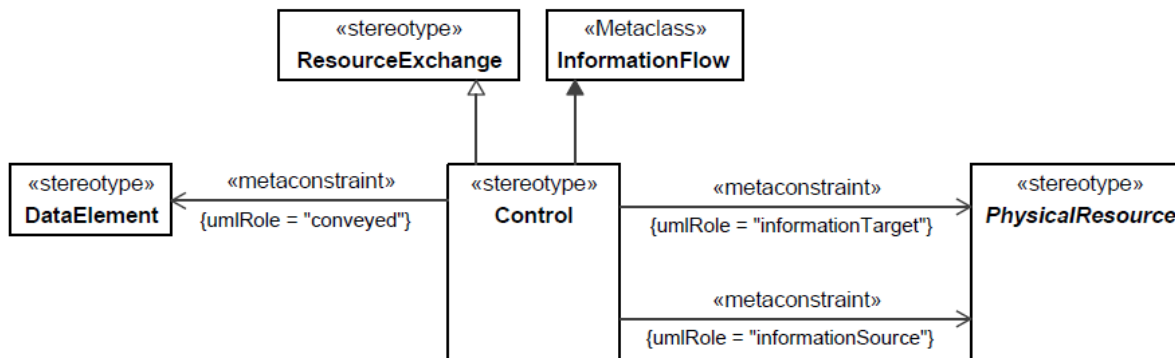 «stereotype»
ResourceExchange
«Metaclass»
InformationFlow
«stereotype»
DataElement
«metaconstraint»
{umlRole = "conveyed"}
«stereotype»
Control
«metaconstraint»
{umlRole = "informationTarget"}
«metaconstraint»
{umlRole = "informationSource"}
«stereotype»
PhysicalResource